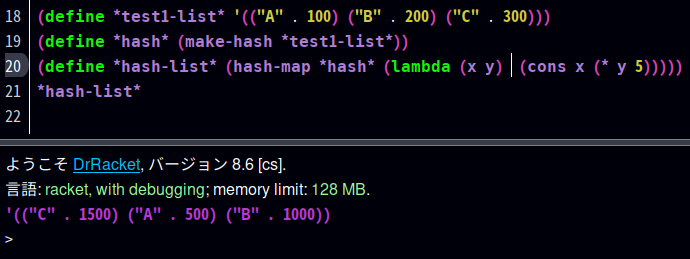 18 (define *test1-list* '(("A" . 100) ("B" . 200) ("C" . 300)))
19 (define *hash* (make-hash *test1-list*))
20 (define *hash-list* (hash-map *hash* (lambda (x y) (cons x (* y 5)))))
21 *hash-list*
22
ようこそ DrRacket, バージョン 8.6 [cs].
言語: racket, with debugging; memory limit: 128 MB.
'(("C" . 1500) ("A" . 500) ("B" . 1000))
>